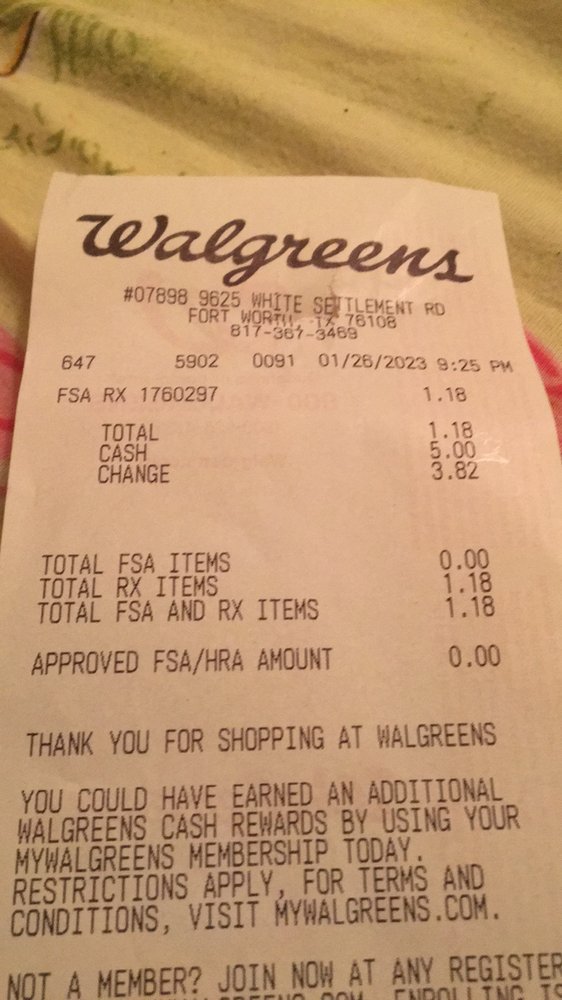 Walgreens
#07898 9625 WHITE SETTLEMENT RD
FORT WORTH, TX 76108
817-367-3469
647 5902 0091 01/26/2023 9:25 PM
FSA RX 1760297 1.18
TOTAL 1.18
CASH 5.00
CHANGE 3.82
TOTAL FSA ITEMS 0.00
TOTAL RX ITEMS 1.18
TOTAL FSA AND RX ITEMS 1.18
APPROVED FSA/HRA AMOUNT 0.00
THANK YOU FOR SHOPPING AT WALGREENS
YOU COULD HAVE EARNED AN ADDITIONAL
WALGREENS CASH REWARDS BY USING YOUR
MYWALGREENS MEMBERSHIP TODAY.
RESTRICTIONS APPLY, FOR TERMS AND
CONDITIONS, VISIT MYWALGREENS.COM.
NOT A MEMBER? JOIN NOW AT ANY REGISTER
ENROLLING IS